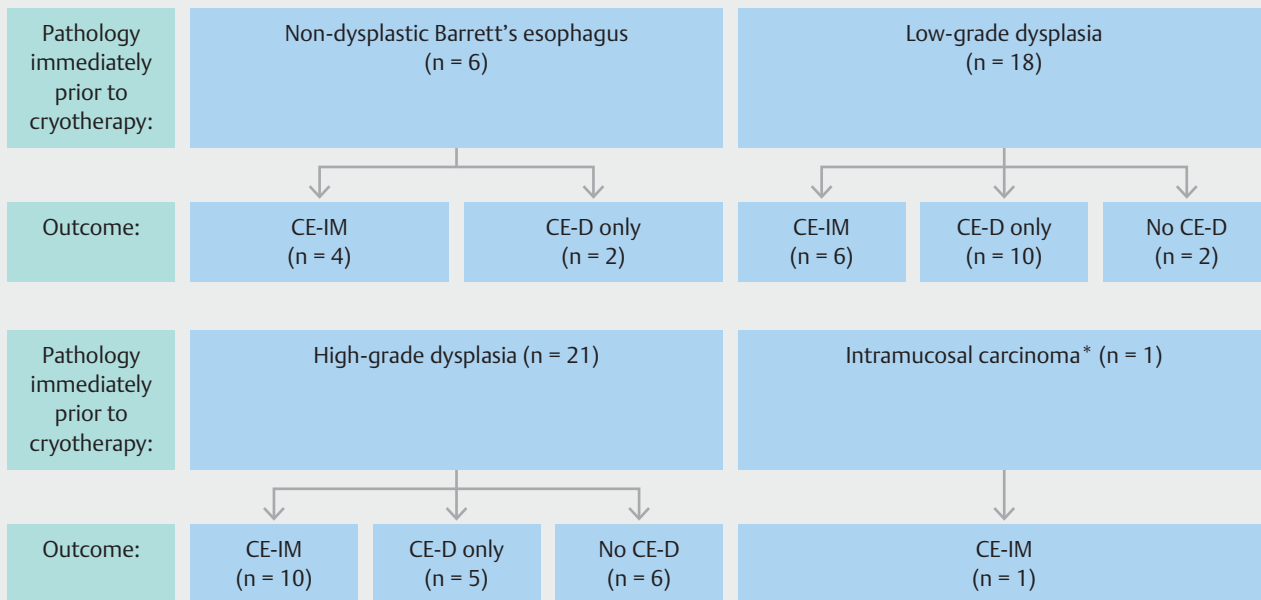 Pathology
immediately
prior to
cryotherapy:
Non-dysplastic Barrett’s esophagus
(n = 6)
Low-grade dysplasia
(n = 18)
Outcome:
CE-IM
(n = 4)
CE-D only
(n = 2)
CE-IM
(n = 6)
CE-D only
(n = 10)
No CE-D
(n = 2)
Pathology
immediately
prior to
cryotherapy:
High-grade dysplasia (n = 21)
Intramucosal carcinoma* (n = 1)
Outcome:
CE-IM
(n = 10)
CE-D only
(n = 5)
No CE-D
(n = 6)
CE-IM
(n = 1)